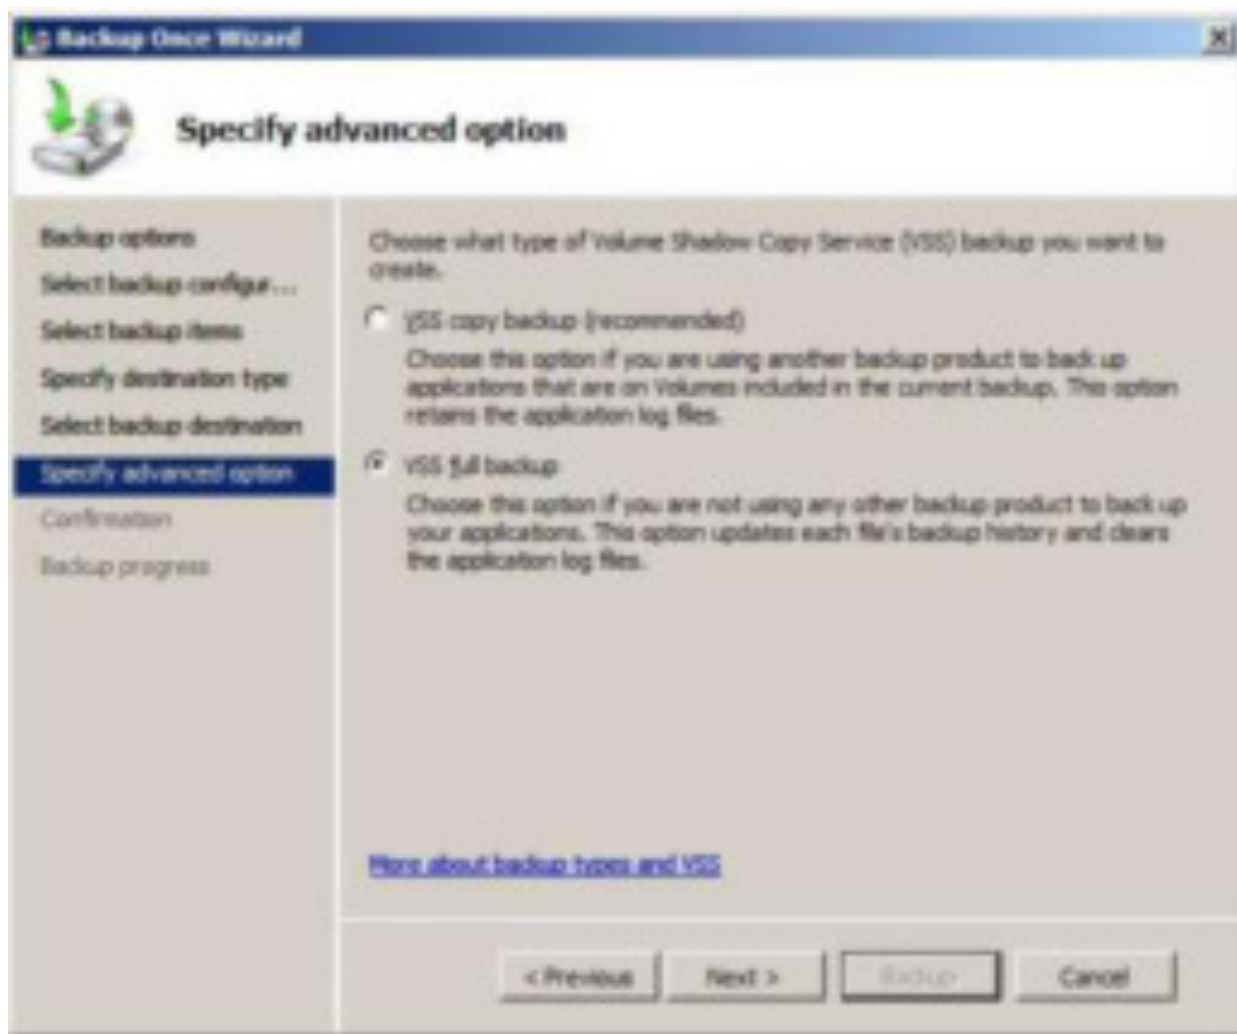 Backup Once Wizard
Specify advanced option
Backup options
Select backup configur...
Select backup items
Specify destination type
Select backup destination
Specify advanced option
Confirmation
Backup progress
Choose what type of Volume Shadow Copy Service (VSS) backup you want to
create.
VSS copy backup (recommended)
Choose this option if you are using another backup product to back up
applications that are on Volumes included in the current backup. This option
retains the application log files.
VSS full backup
Choose this option if you are not using any other backup product to back up
your applications. This option updates each file's backup history and clears
the application log files.
More about backup types and VSS
< Previous
Next >
Backup
Cancel